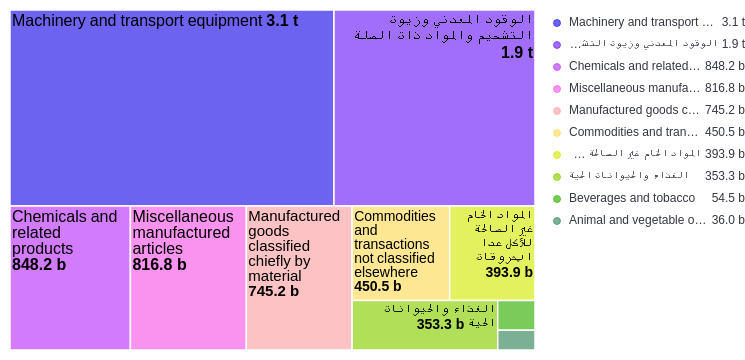 Machinery and transport equipment 3.1 t
الوقود المعدني وزيوت
التشحيم والمواد ذات الصلة
1.9 t
Chemicals and
related
products
848.2 b
Miscellaneous
manufactured
articles
816.8 b
Manufactured
goods
classified
chiefly by
material
745.2 b
Commodities
and
transactions
not classified
elsewhere
450.5 b
المواد الخام
غير الصالحة
للأكل عدا
المحروقات
393.9 b
الغذاء والحيوانات
الحية 353.3 b
Machinery and transport ... 3.1 t
الوقود المعدني وزيوت التش... 1.9 t
Chemicals and related... 848.2 b
Miscellaneous manufa... 816.8 b
Manufactured goods c... 745.2 b
Commodities and tran... 450.5 b
المواد الخام غير الصالحة ... 393.9 b
الغذاء والحيوانات الحية 353.3 b
Beverages and tobacco 54.5 b
Animal and vegetable o... 36.0 b